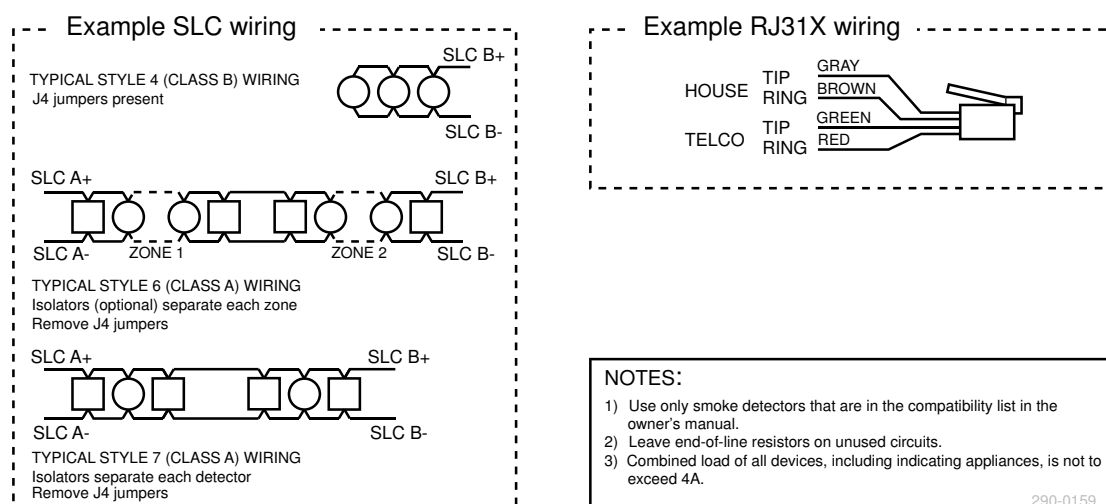 Example SLC wiring
SLC B+
TYPICAL STYLE 4 (CLASS B) WIRING
J4 jumpers present
SLC B-
SLC A+
SLC B+
SLC A-
ZONE 1
ZONE 2
SLC B-
TYPICAL STYLE 6 (CLASS A) WIRING
Isolators (optional) separate each zone
Remove J4 jumpers
SLC A+
SLC B+
SLC A-
SLC B-
TYPICAL STYLE 7 (CLASS A) WIRING
Isolators separate each detector
Remove J4 jumpers
Example RJ31X wiring
HOUSE
TIP
GRAY
RING
BROWN
TELCO
TIP
GREEN
RING
RED
NOTES:
1) Use only smoke detectors that are in the compatibility list in the
owner's manual.
2) Leave end-of-line resistors on unused circuits.
3) Combined load of all devices, including indicating appliances, is not to
exceed 4A.
290-0159